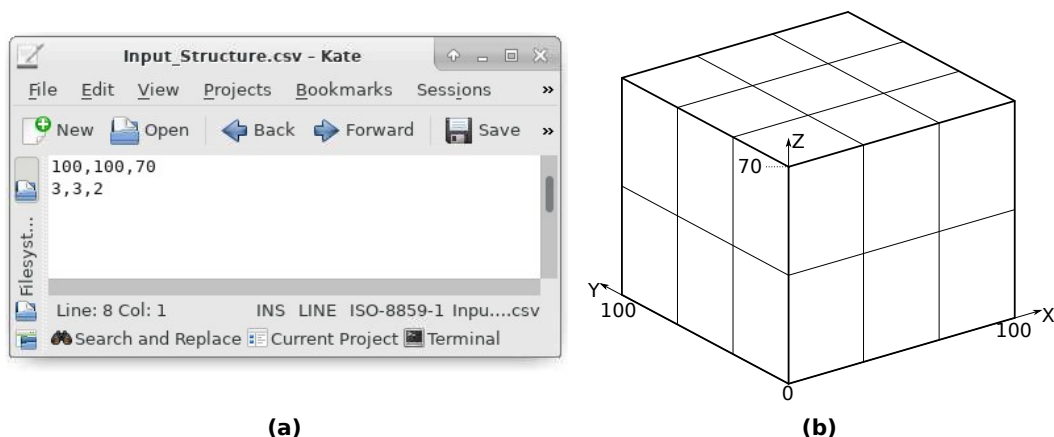 Input_Structure.csv – Kate
File Edit View Projects Bookmarks Sessions »
New Open Back Forward Save »
Filesyst...
100,100,70
3,3,2
Line: 8 Col: 1 INS LINE ISO-8859-1 Inpu....csv
Search and Replace Current Project Terminal
(a)
Z
70
Y
100
X
100
0
(b)